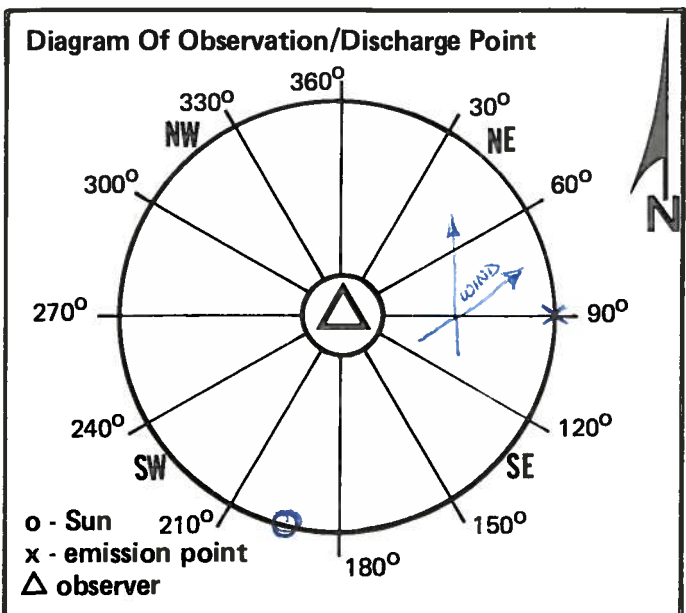 Diagram Of Observation/Discharge Point
360°
330°
30°
NW
NE
300°
60°
N
WIND
270°
90°
240°
120°
SW
SE
o - Sun
210°
150°
x - emission point
180°
△ observer